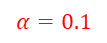 α = 0.1